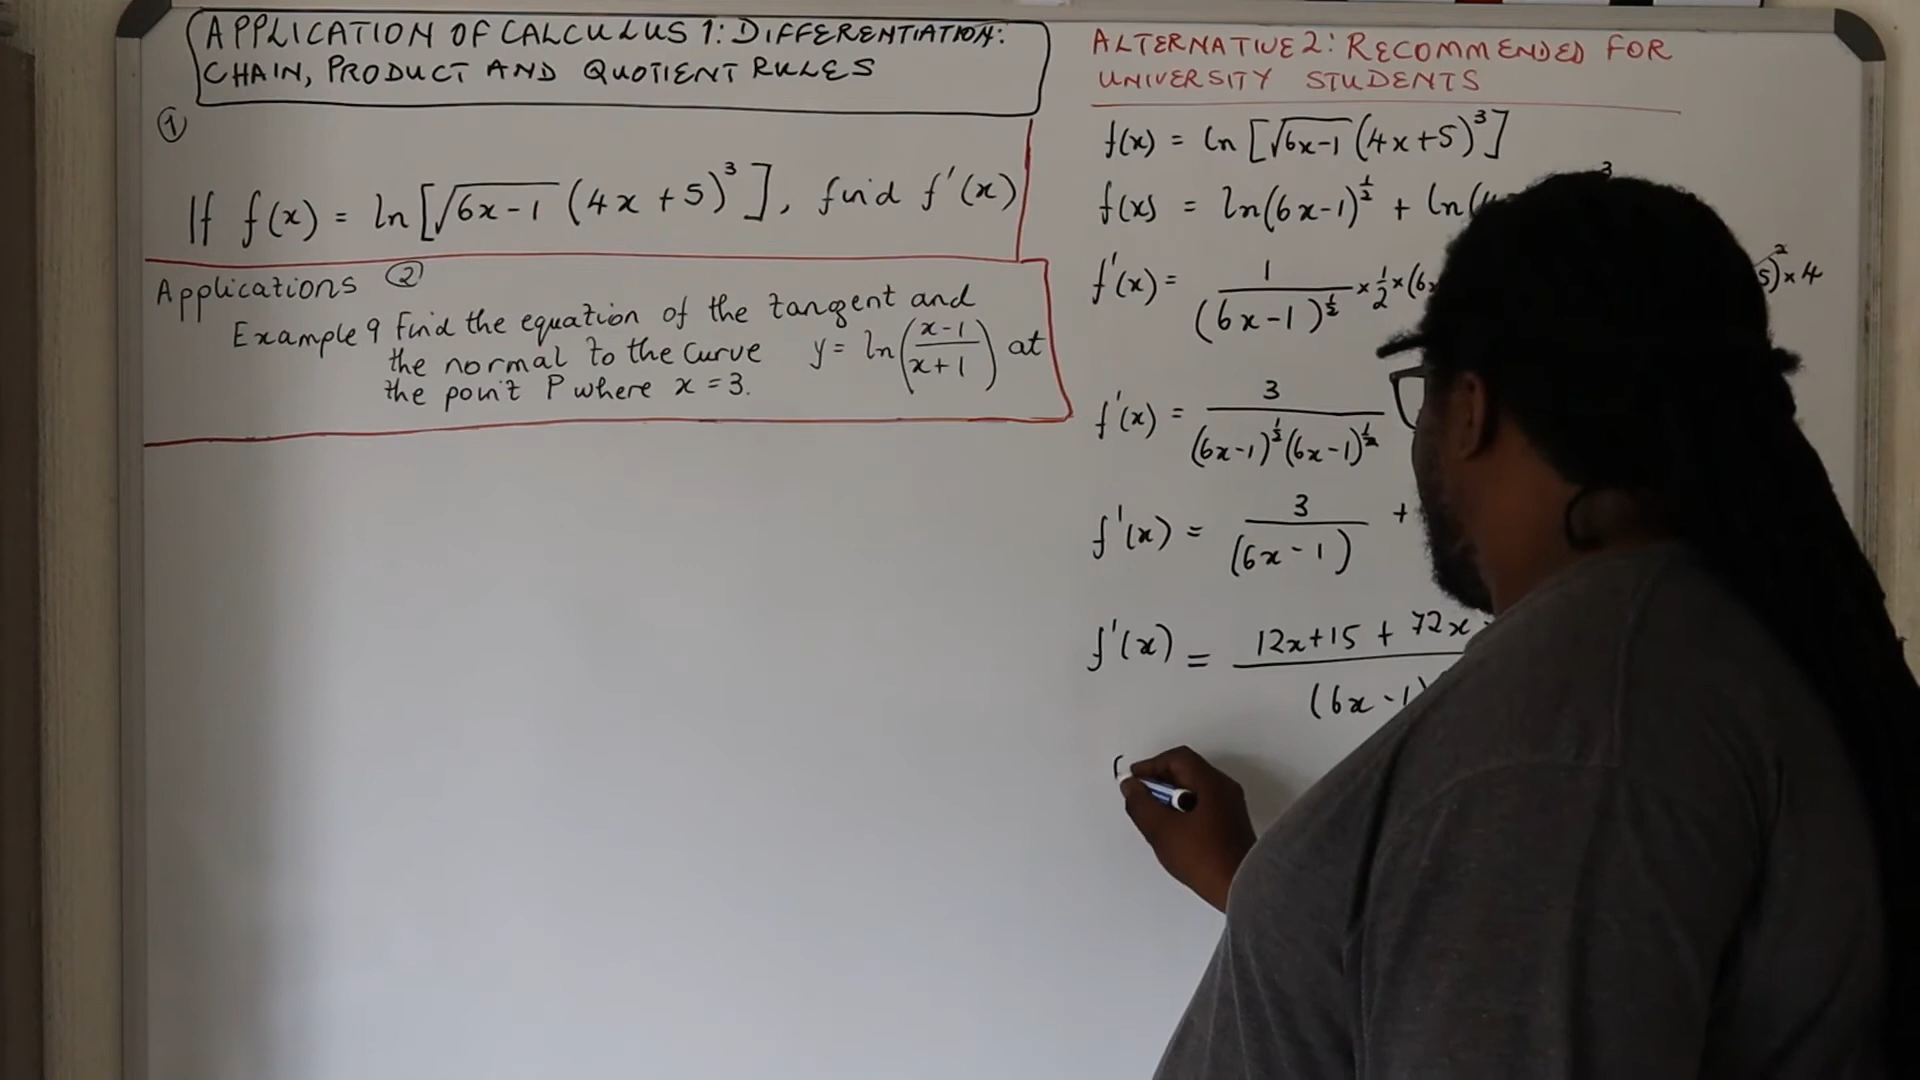 APPLICATION OF CALCULUS 1: DIFFERENTIATION:
CHAIN, PRODUCT AND QUOTIENT RULES
①
If f(x) = ln[√6x-1 (4x+5)³], find f'(x)
Applications ②
Example 9 Find the equation of the tangent and
the normal to the curve y = ln((x-1)/(x+1)) at
the point P where x = 3.
ALTERNATIVE 2: RECOMMENDED FOR
UNIVERSITY STUDENTS
f(x) = ln[√6x-1 (4x+5)³]
f(x) = ln(6x-1)^½ + ln( 3
f'(x) = 1/(6x-1)^½ × ½ × (6x 5)² × 4
f'(x) = 3/((6x-1)^½(6x-1)^½)
f'(x) = 3/(6x-1) +
f'(x) = 12x+15 + 72x
(6x-1)